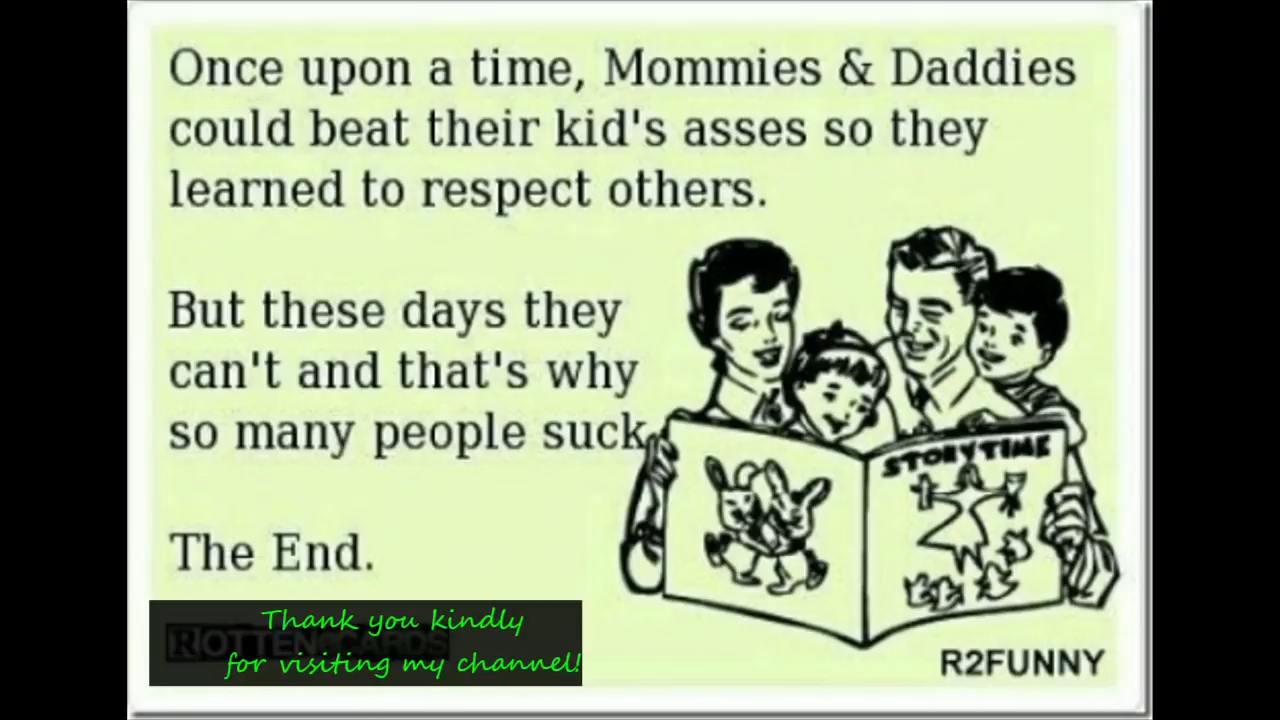 Once upon a time, Mommies & Daddies
could beat their kid's asses so they
learned to respect others.
But these days they
can't and that's why
so many people suck.
The End.
STORYTIME
Thank you kindly
for visiting my channel!
ROTTENECARDS
R2FUNNY